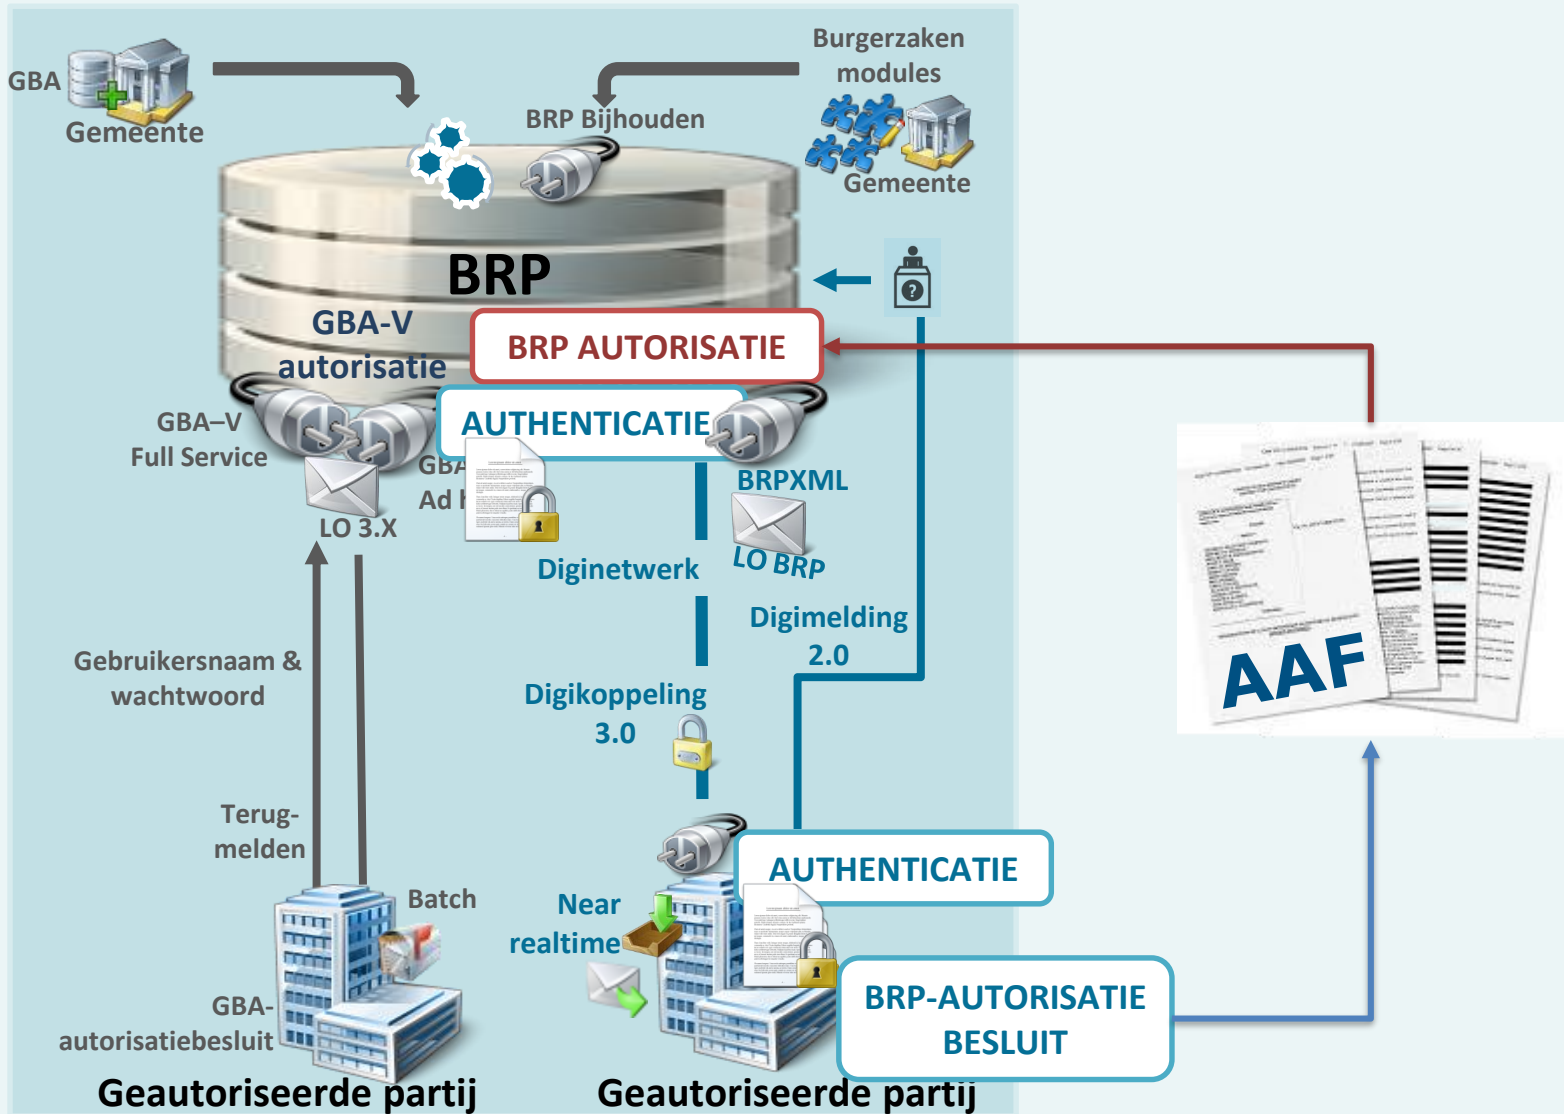 GBA
Gemeente
BRP Bijhouden
Burgerzaken
modules
Gemeente
BRP
GBA-V
autorisatie
BRP AUTORISATIE
AUTHENTICATIE
GBA–V
Full Service
GBA
Ad h
LO 3.X
BRPXML
LO BRP
Diginetwerk
Digimelding
2.0
Gebruikersnaam &
wachtwoord
Digikoppeling
3.0
AAF
Terug-
melden
AUTHENTICATIE
Batch
Near
realtime
GBA-
autorisatiebesluit
BRP-AUTORISATIE
BESLUIT
Geautoriseerde partij
Geautoriseerde partij